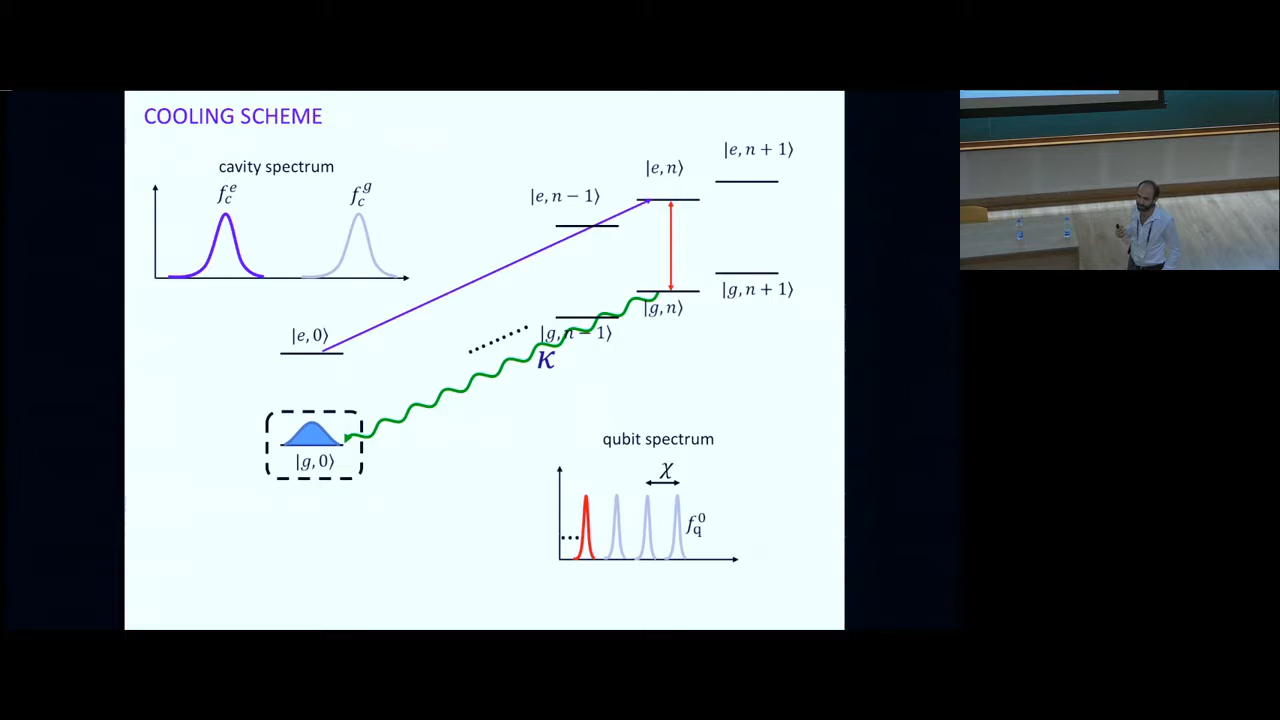 COOLING SCHEME
cavity spectrum
f_c^e
f_c^g
|e, n + 1⟩
|e, n⟩
|e, n − 1⟩
|g, n + 1⟩
|g, n⟩
|e, 0⟩
|g, n − 1⟩
κ
|g, 0⟩
qubit spectrum
χ
f_q^0